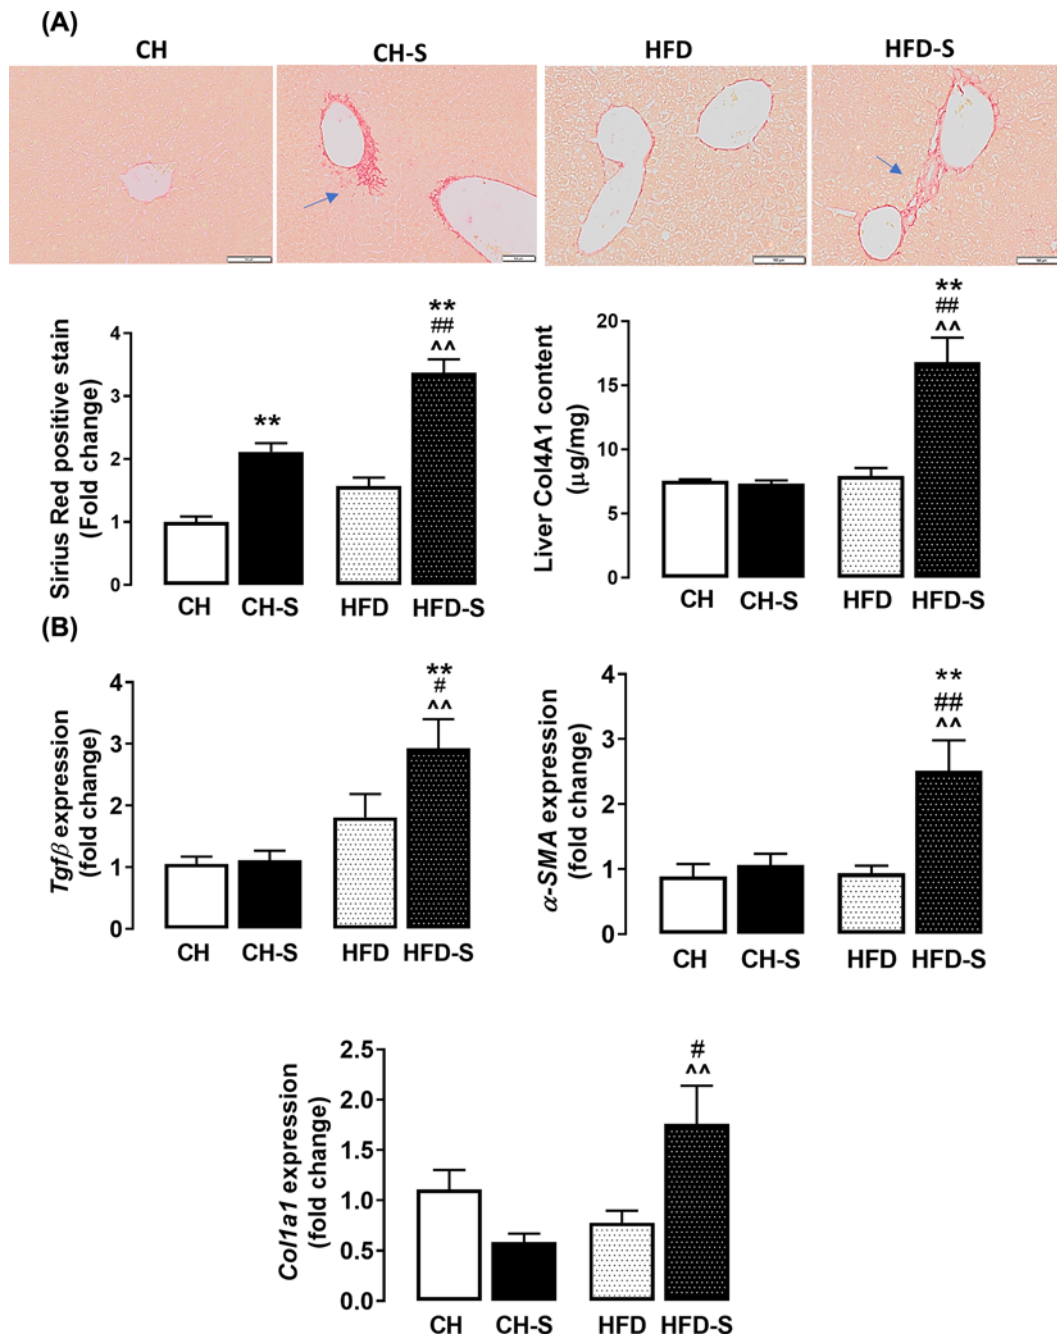 (A)
CH
CH-S
HFD
HFD-S
Sirius Red positive stain
(Fold change)
4
3
2
1
0
**
**
##
^^
CH
CH-S
HFD
HFD-S
Liver Col4A1 content
(μg/mg)
20
15
10
5
0
**
##
^^
CH
CH-S
HFD
HFD-S
(B)
Tgfβ expression
(fold change)
4
3
2
1
0
**
#
^^
CH
CH-S
HFD
HFD-S
α-SMA expression
(fold change)
4
3
2
1
0
**
##
^^
CH
CH-S
HFD
HFD-S
Col1a1 expression
(fold change)
2.5
2.0
1.5
1.0
0.5
0.0
#
^^
CH
CH-S
HFD
HFD-S